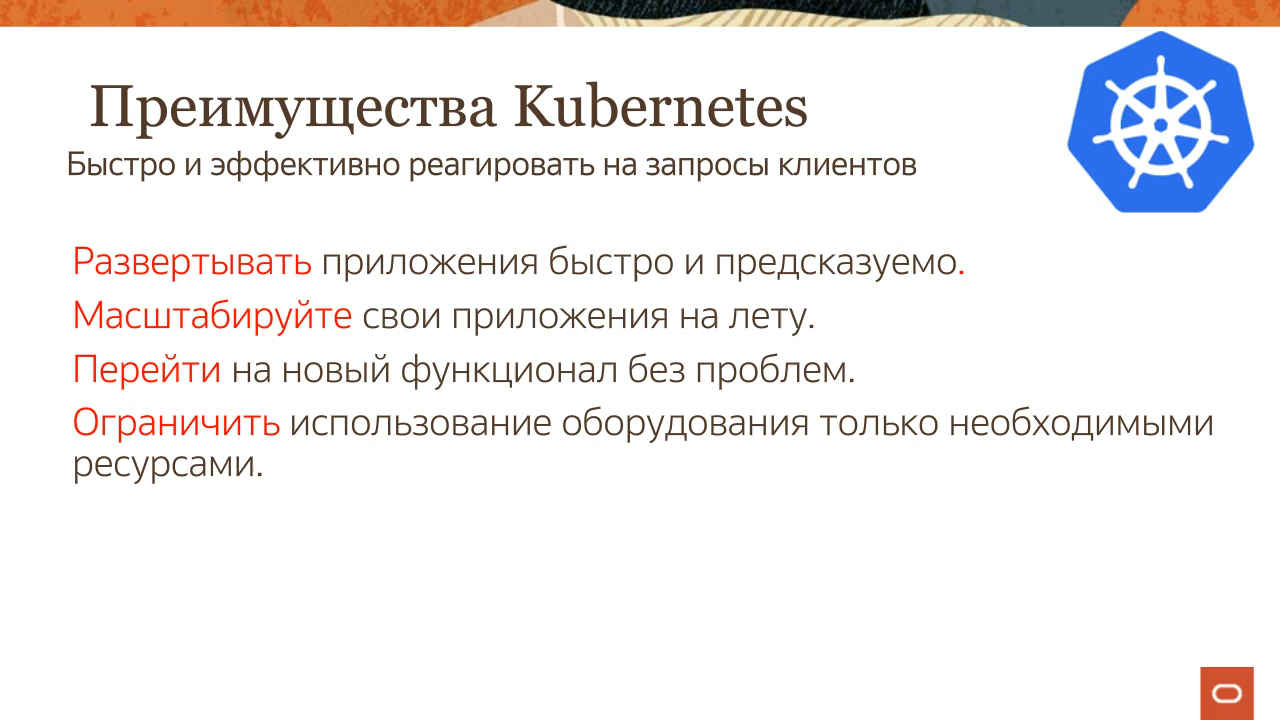 Преимущества Kubernetes
Быстро и эффективно реагировать на запросы клиентов
Развертывать приложения быстро и предсказуемо.
Масштабируйте свои приложения на лету.
Перейти на новый функционал без проблем.
Ограничить использование оборудования только необходимыми
ресурсами.